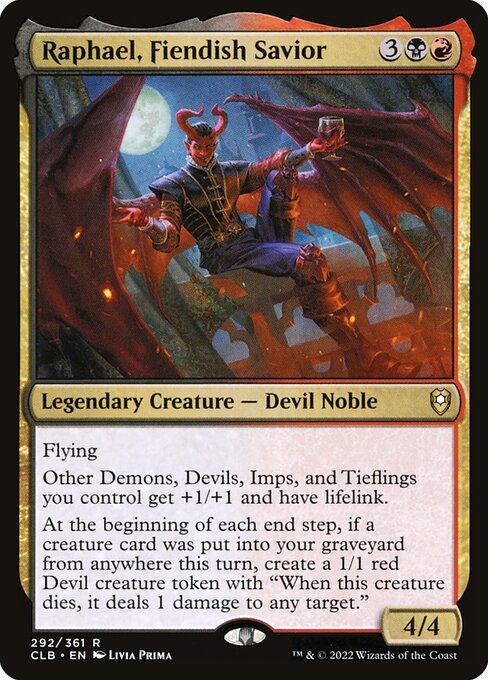 Raphael, Fiendish Savior 3
Legendary Creature — Devil Noble
Flying
Other Demons, Devils, Imps, and Tieflings
you control get +1/+1 and have lifelink.
At the beginning of each end step, if a
creature card was put into your graveyard
from anywhere this turn, create a 1/1 red
Devil creature token with “When this creature
dies, it deals 1 damage to any target.”
4/4
292/361 R
CLB • EN Livia Prima
™ & © 2022 Wizards of the Coast